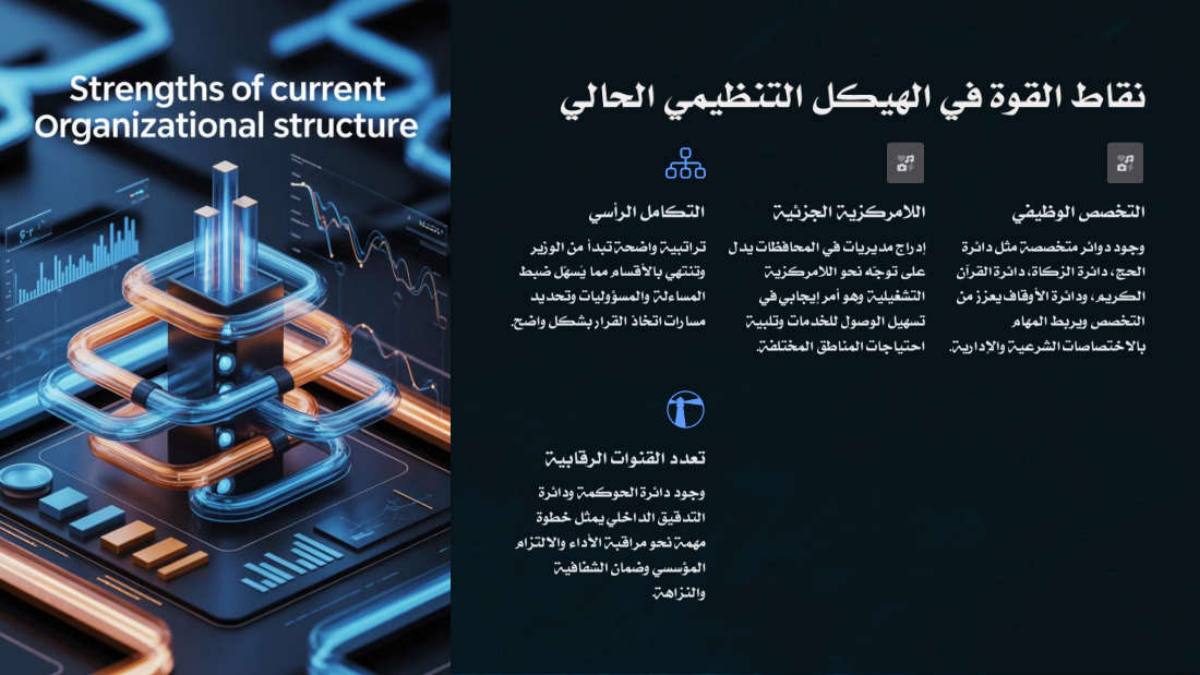 Strengths of current
Organizational structure
نقاط القوة في الهيكل التنظيمي الحالي
التخصص الوظيفي
وجود دوائر متخصصة مثل دائرة
الحج، دائرة الزكاة، دائرة القرآن
الكريم، ودائرة الأوقاف يعزز من
التخصص ويربط المهام
بالاختصاصات الشرعية والإدارية.
اللامركزية الجزئية
إدراج مديريات في المحافظات يدل
على توجّه نحو اللامركزية
التشغيلية وهو أمر إيجابي في
تسهيل الوصول للخدمات وتلبية
احتياجات المناطق المختلفة.
التكامل الرأسي
تراتبية واضحة تبدأ من الوزير
وتنتهي بالأقسام مما يُسهّل ضبط
المساءلة والمسؤوليات وتحديد
مسارات اتخاذ القرار بشكل واضح.
تعدد القنوات الرقابية
وجود دائرة الحوكمة ودائرة
التدقيق الداخلي يمثل خطوة
مهمة نحو مراقبة الأداء والالتزام
المؤسسي وضمان الشفافية
والنزاهة.